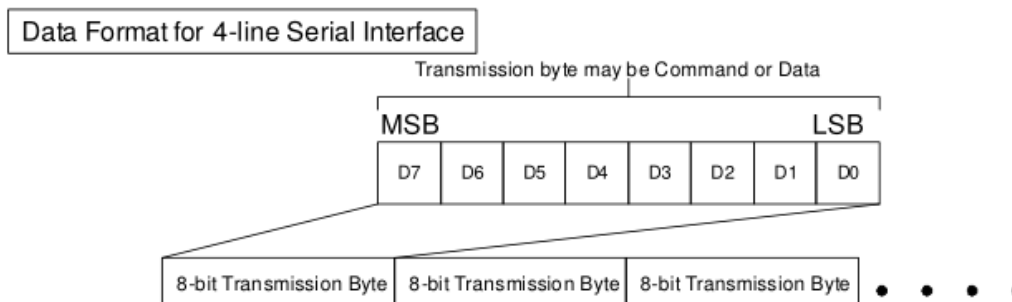 Data Format for 4-line Serial Interface
Transmission byte may be Command or Data
MSB LSB
D7 D6 D5 D4 D3 D2 D1 D0
8-bit Transmission Byte 8-bit Transmission Byte 8-bit Transmission Byte